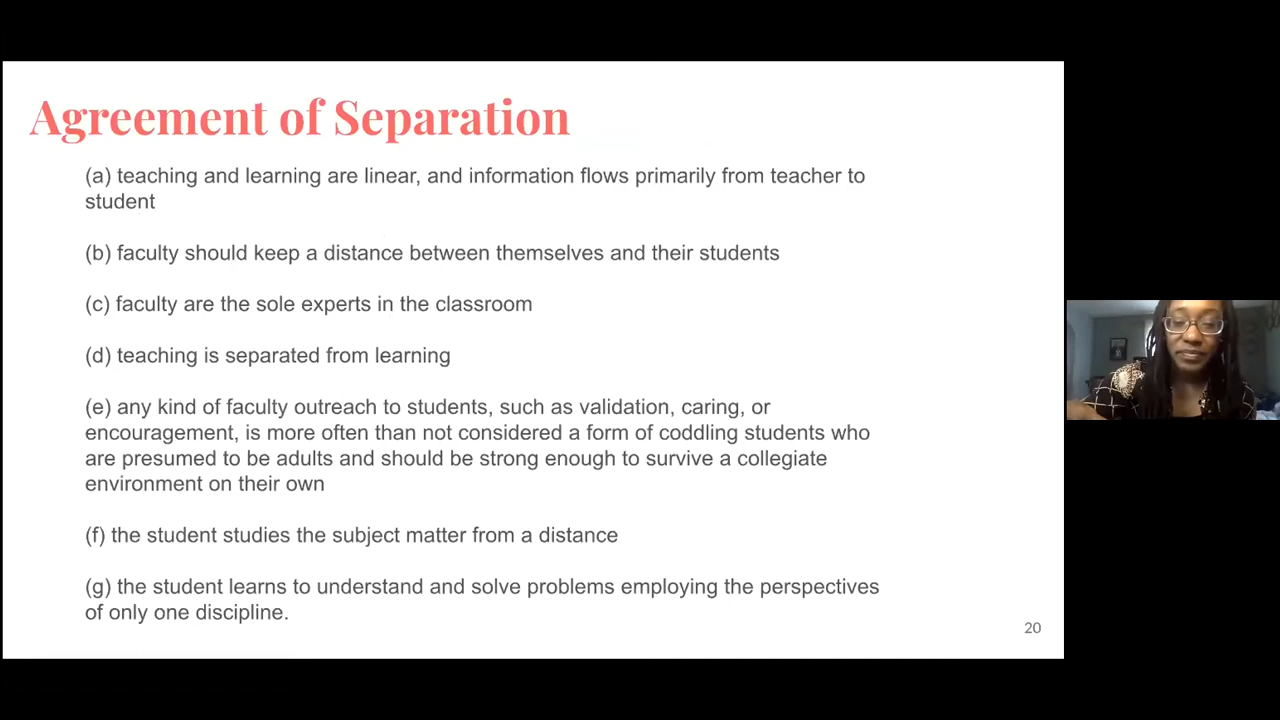 Agreement of Separation
(a) teaching and learning are linear, and information flows primarily from teacher to
student
(b) faculty should keep a distance between themselves and their students
(c) faculty are the sole experts in the classroom
(d) teaching is separated from learning
(e) any kind of faculty outreach to students, such as validation, caring, or
encouragement, is more often than not considered a form of coddling students who
are presumed to be adults and should be strong enough to survive a collegiate
environment on their own
(f) the student studies the subject matter from a distance
(g) the student learns to understand and solve problems employing the perspectives
of only one discipline.
20